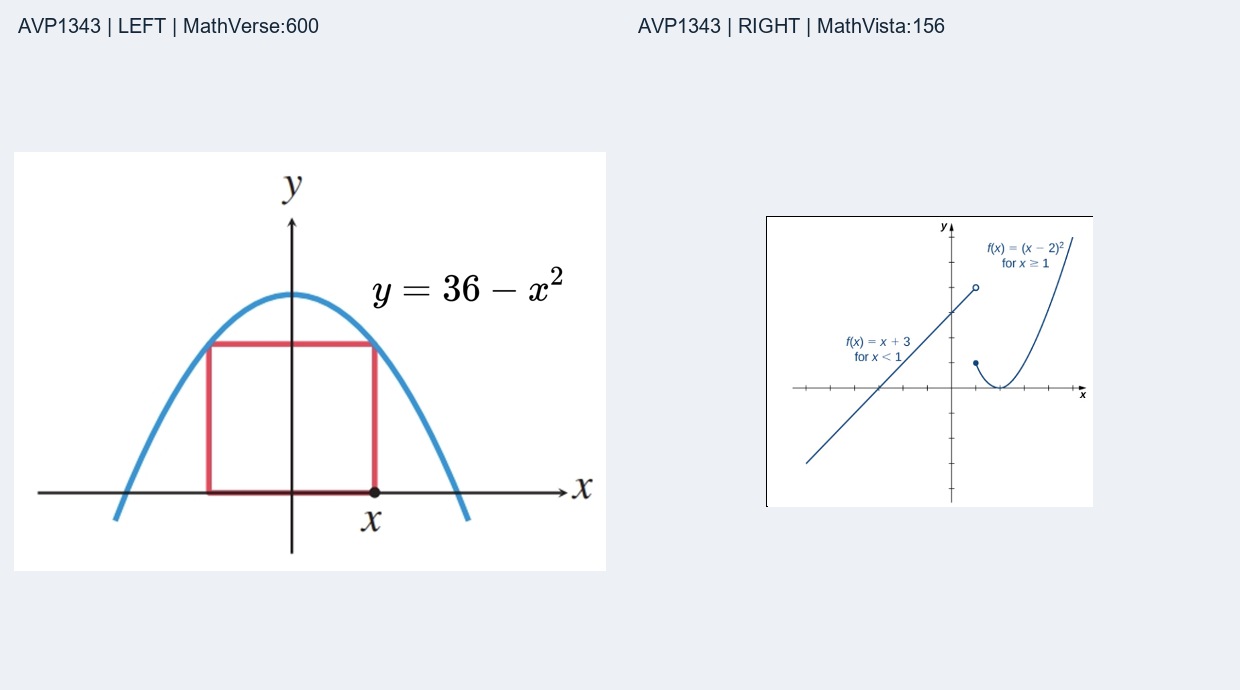 AVP1343 | LEFT | MathVerse:600
y
y = 36 − x²
x
x
AVP1343 | RIGHT | MathVista:156
y
f(x) = (x − 2)²
for x ≥ 1
f(x) = x + 3
for x < 1
x